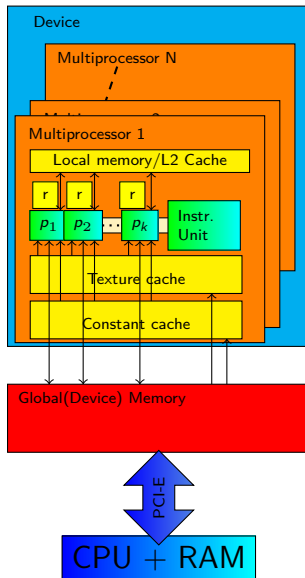 Device
Multiprocessor N
Multiprocessor 1
Local memory/L2 Cache
r r r
p1 p2 ... pk Instr. Unit
Texture cache
Constant cache
Global(Device) Memory
PCI-E
CPU + RAM